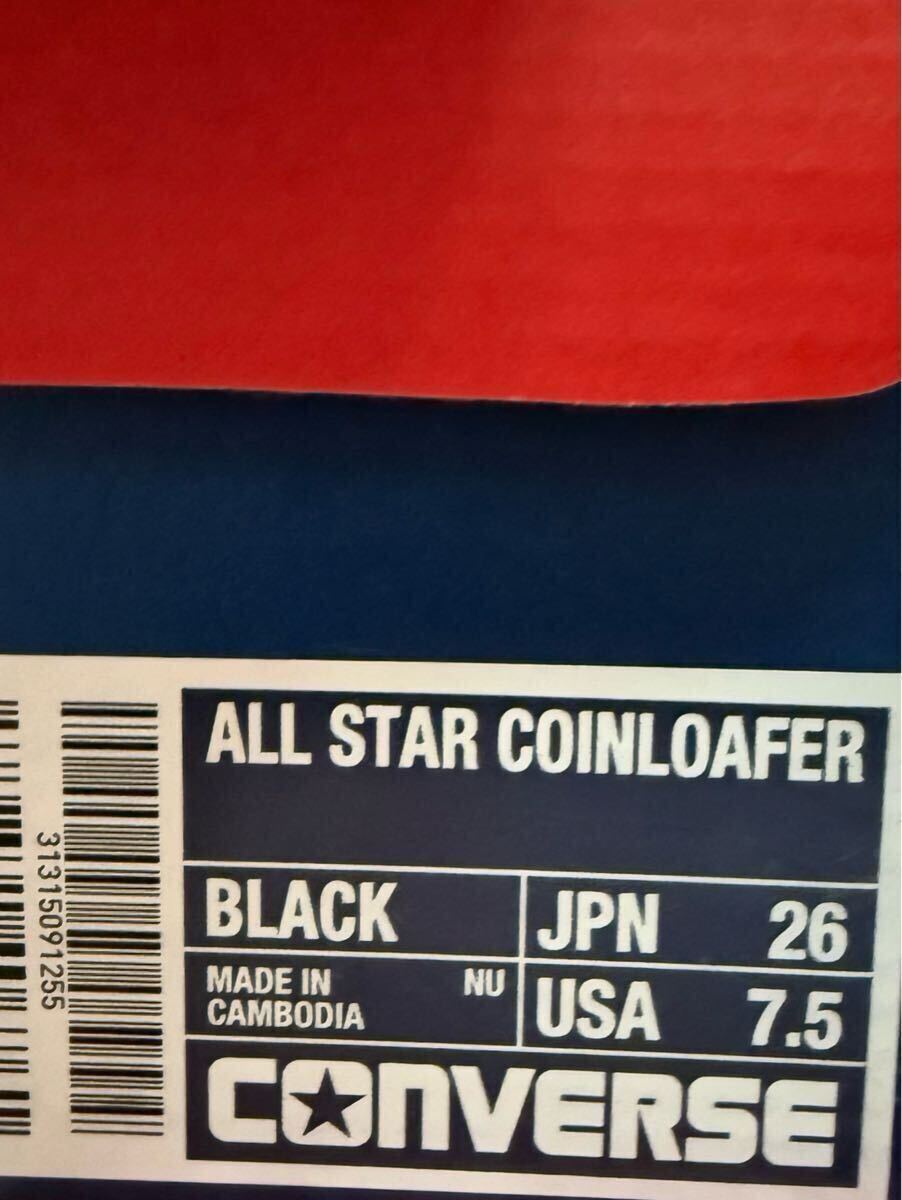 ALL STAR COINLOAFER
BLACK
JPN 26
MADE IN NU
CAMBODIA
USA 7.5
CONVERSE
31315091255